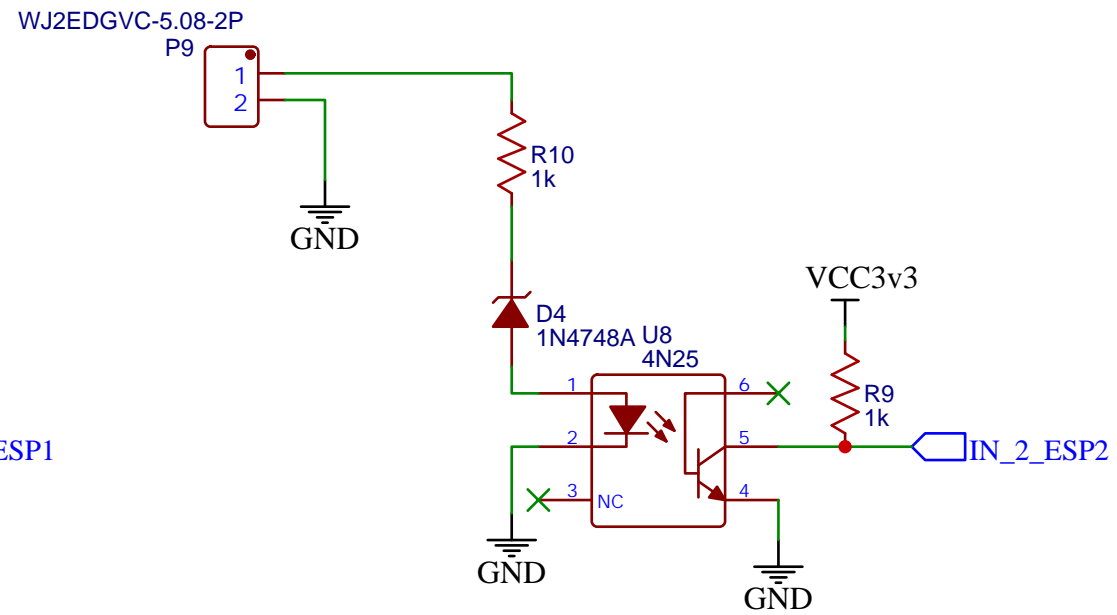 WJ2EDGVC-5.08-2P
P9
1
2
R10
1k
GND
VCC3v3
D4
1N4748A
U8
4N25
1
6
R9
1k
ESP1
2
5
IN_2_ESP2
3
NC
4
GND
GND